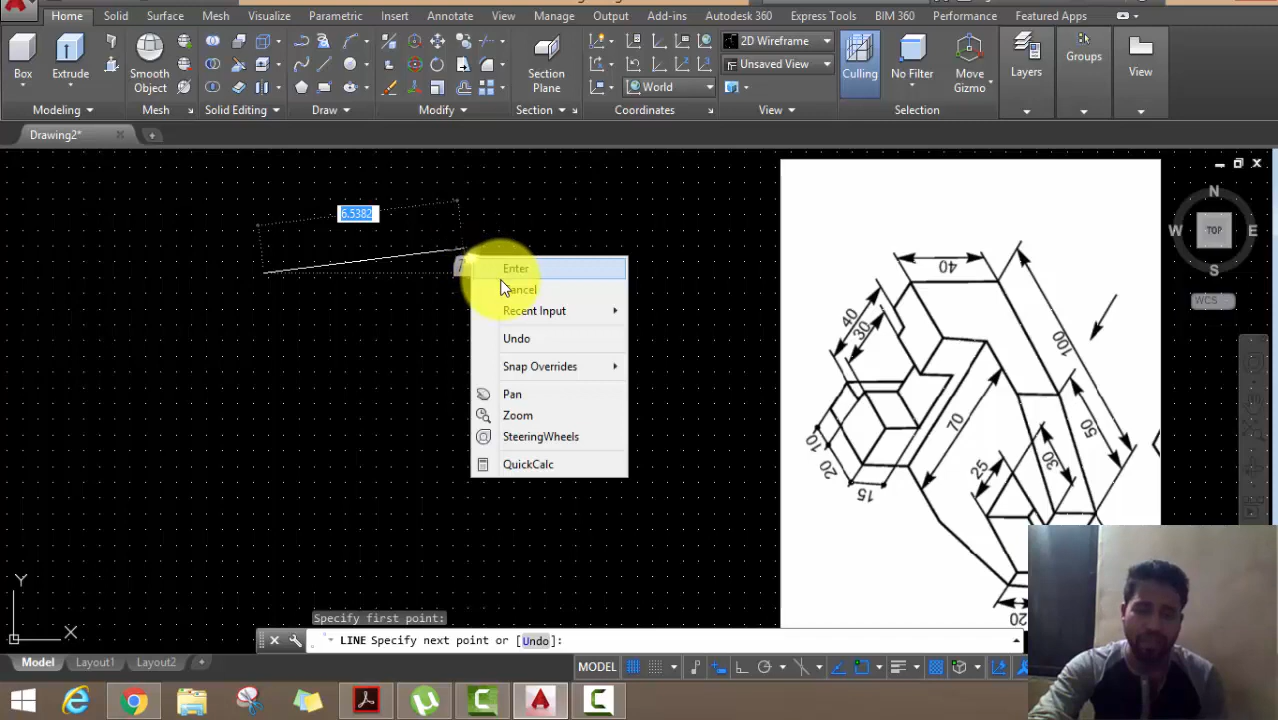 Home Solid Surface Mesh Visualize Parametric Insert Annotate View Manage Output Add-ins Autodesk 360 Express Tools BIM 360 Performance Featured Apps
Box Extrude Smooth Object Section Plane 2D Wireframe Unsaved View World Culling No Filter Move Gizmo Layers Groups View
Modeling Mesh Solid Editing Draw Modify Section Coordinates View Selection
Drawing2*
6.5382
Enter
Cancel
Recent Input
Undo
Snap Overrides
Pan
Zoom
SteeringWheels
QuickCalc
N
W TOP E
S
WCS
40
40
30
100
70
50
30
25
10
20
15
20
Y
X
Specify first point:
LINE Specify next point or [Undo]:
Model Layout1 Layout2 + MODEL